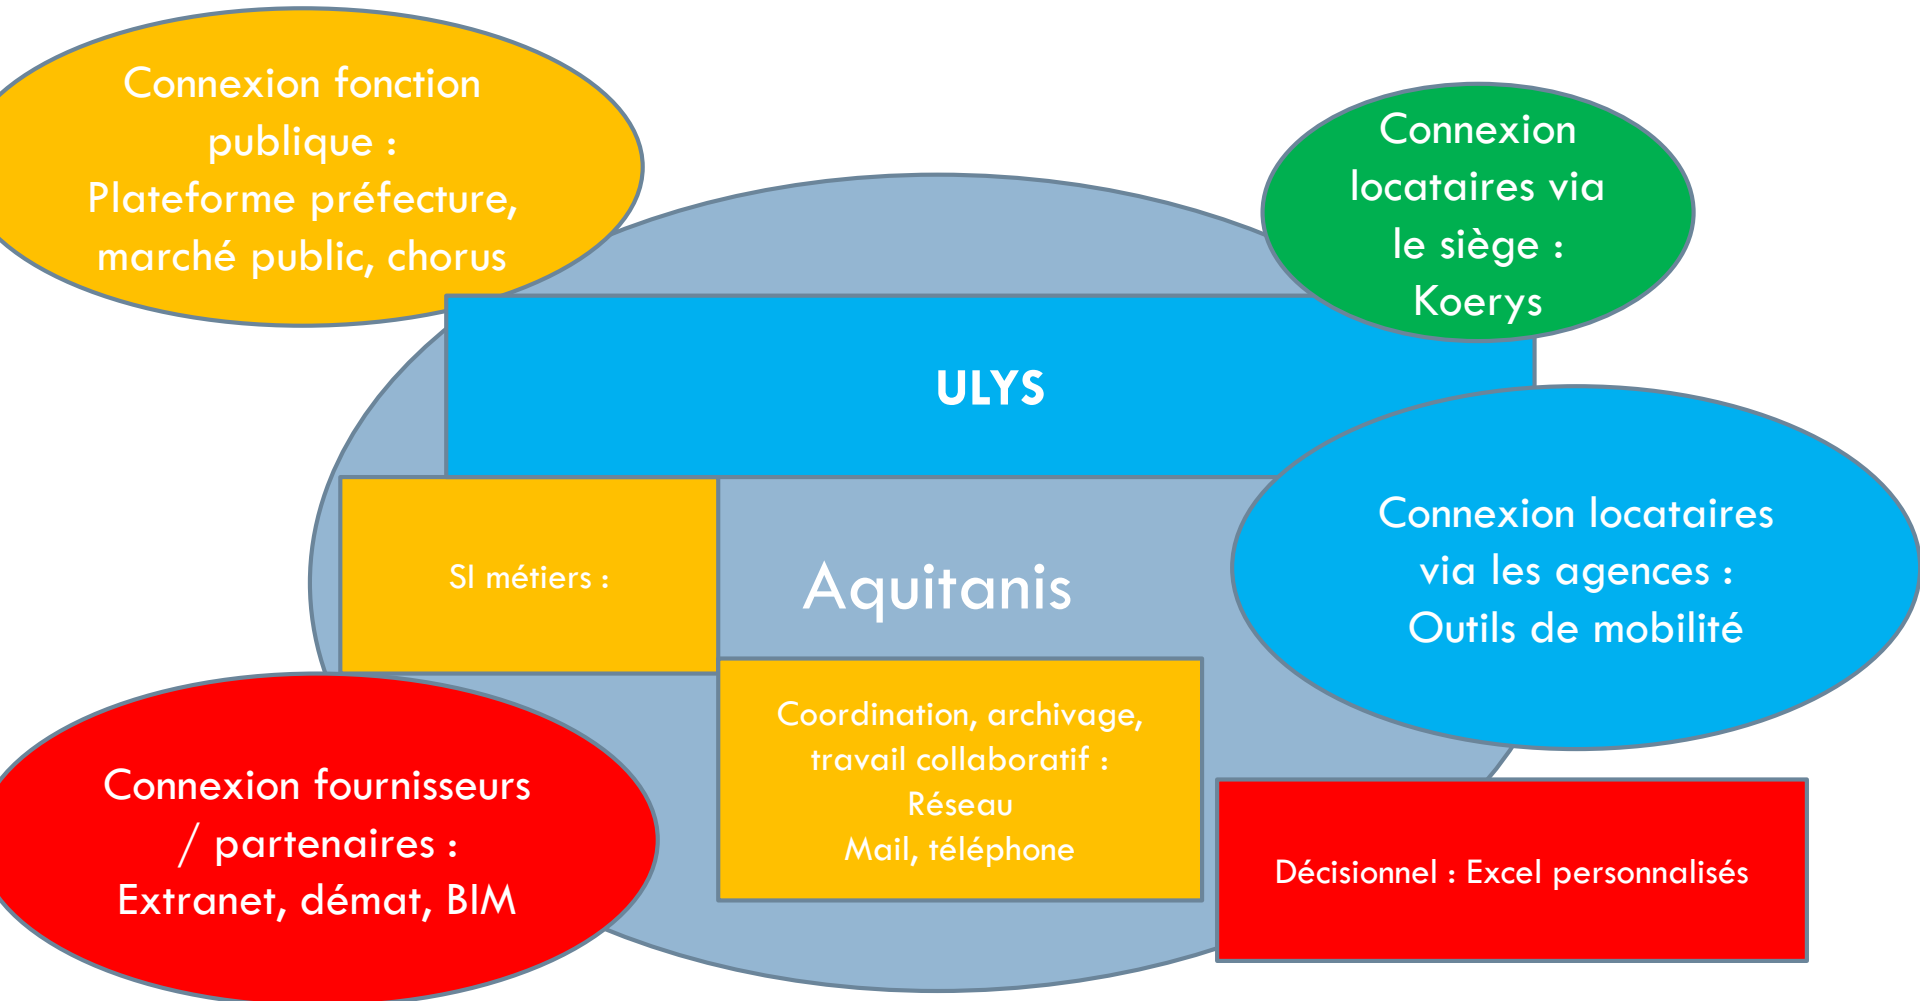 Connexion fonction
publique :
Plateforme préfecture,
marché public, chorus
Connexion
locataires via
le siège :
Koerys
ULYS
Connexion locataires
via les agences :
Outils de mobilité
SI métiers :
Aquitanis
Coordination, archivage,
travail collaboratif :
Réseau
Mail, téléphone
Connexion fournisseurs
/ partenaires :
Extranet, démat, BIM
Décisionnel : Excel personnalisés